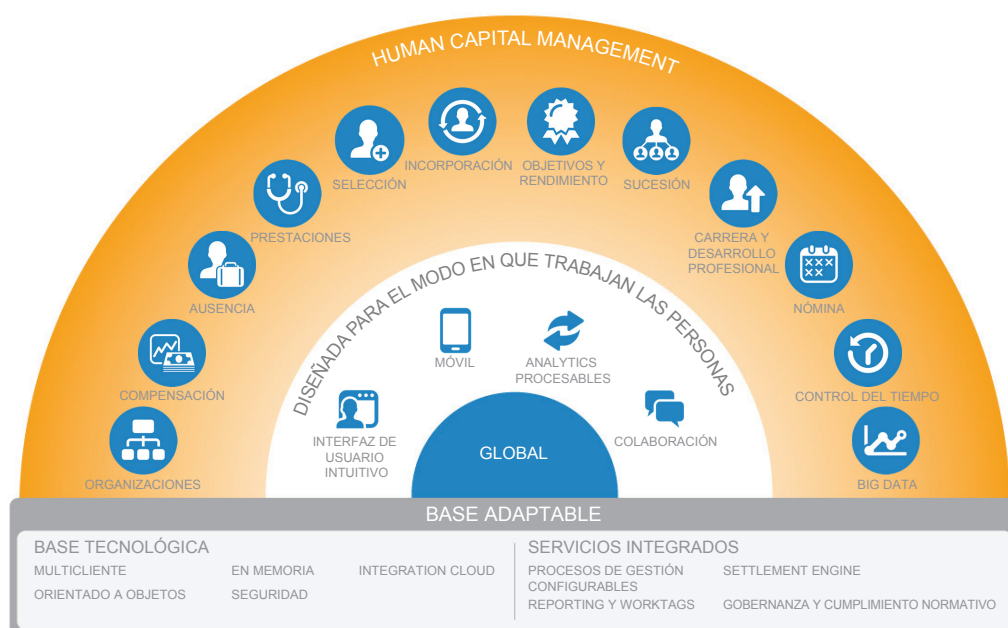 HUMAN CAPITAL MANAGEMENT
ORGANIZACIONES
COMPENSACIÓN
AUSENCIA
PRESTACIONES
SELECCIÓN
INCORPORACIÓN
OBJETIVOS Y
RENDIMIENTO
SUCESIÓN
CARRERA Y
DESARROLLO
PROFESIONAL
NÓMINA
CONTROL DEL TIEMPO
BIG DATA
DISEÑADA PARA EL MODO EN QUE TRABAJAN LAS PERSONAS
INTERFAZ DE
USUARIO
INTUITIVO
MÓVIL
ANALYTICS
PROCESABLES
COLABORACIÓN
GLOBAL
BASE ADAPTABLE
BASE TECNOLÓGICA
MULTICLIENTE
EN MEMORIA
INTEGRATION CLOUD
ORIENTADO A OBJETOS
SEGURIDAD
SERVICIOS INTEGRADOS
PROCESOS DE GESTIÓN
CONFIGURABLES
SETTLEMENT ENGINE
REPORTING Y WORKTAGS
GOBERNANZA Y CUMPLIMIENTO NORMATIVO